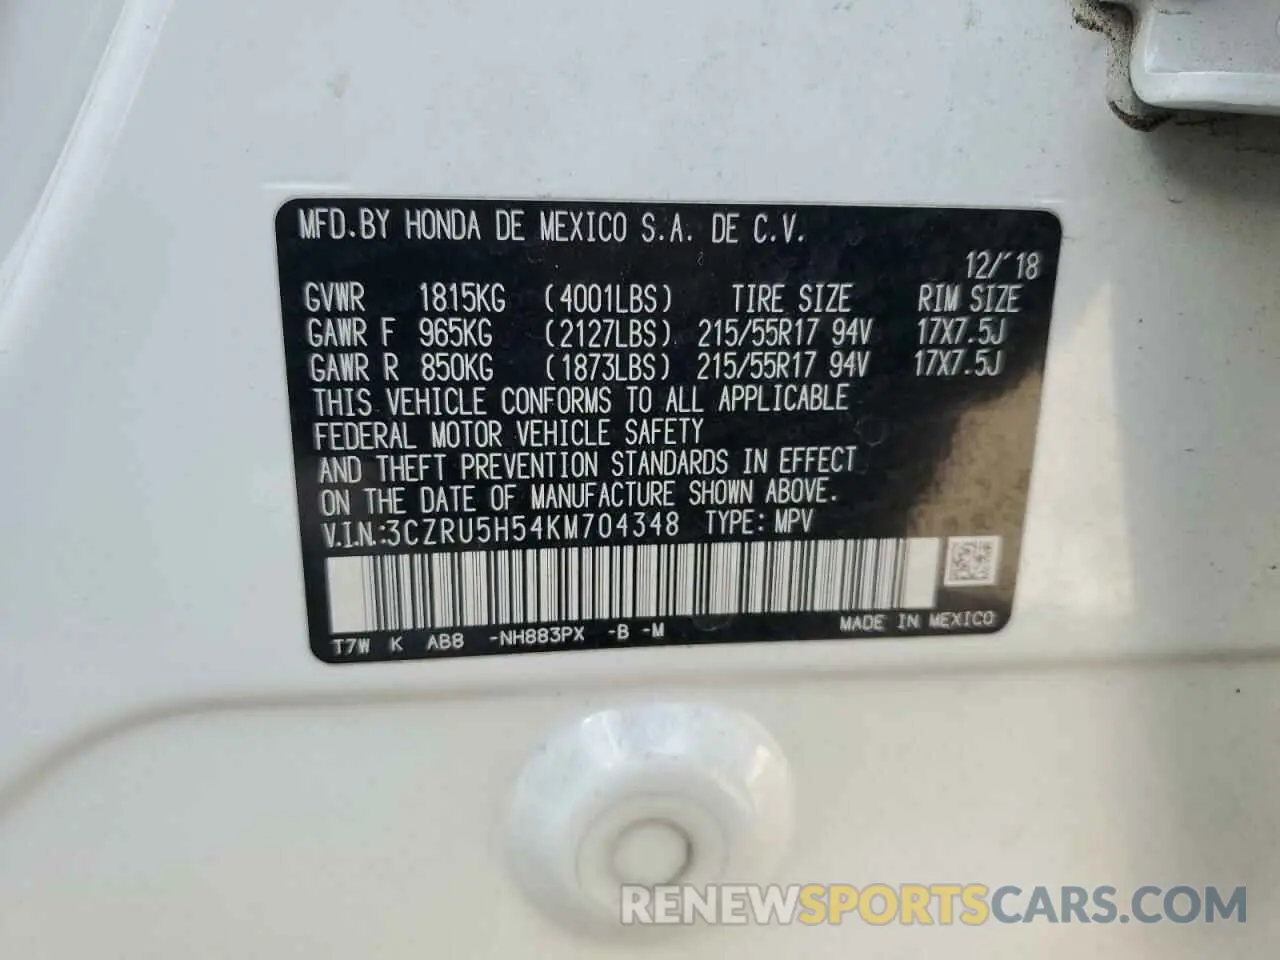 MFD.BY HONDA DE MEXICO S.A. DE C.V.
12/'18
GVWR 1815KG (4001LBS) TIRE SIZE RIM SIZE
GAWR F 965KG (2127LBS) 215/55R17 94V 17X7.5J
GAWR R 850KG (1873LBS) 215/55R17 94V 17X7.5J
THIS VEHICLE CONFORMS TO ALL APPLICABLE
FEDERAL MOTOR VEHICLE SAFETY
AND THEFT PREVENTION STANDARDS IN EFFECT
ON THE DATE OF MANUFACTURE SHOWN ABOVE.
V.I.N.:3CZRU5H54KM704348 TYPE: MPV
T7W K AB8 -NH883PX -B -M MADE IN MEXICO
RENEWSPORTSCARS.COM